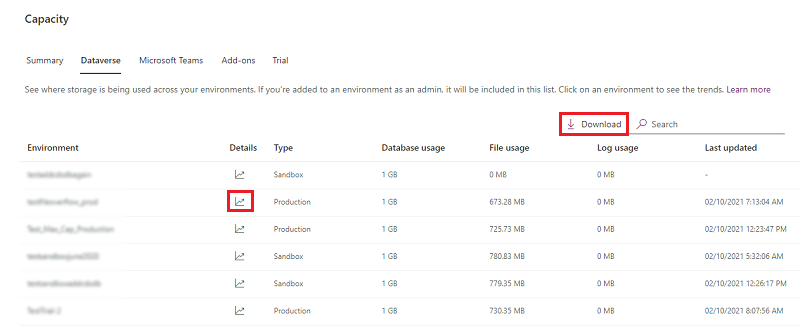 Capacity
Summary Dataverse Microsoft Teams Add-ons Trial
See where storage is being used across your environments. If you're added to an environment as an admin, it will be included in this list. Click on an environment to see the trends. Learn more
Download Search
Environment Details Type Database usage File usage Log usage Last updated
Sandbox 1 GB 0 MB 0 MB -
Production 1 GB 673.28 MB 0 MB 02/10/2021 7:13:04 AM
Production 1 GB 725.73 MB 0 MB 02/10/2021 12:23:47 PM
Sandbox 1 GB 780.83 MB 0 MB 02/10/2021 5:32:06 AM
Sandbox 1 GB 779.35 MB 0 MB 02/10/2021 12:26:17 PM
Production 1 GB 730.35 MB 0 MB 02/10/2021 8:07:56 AM